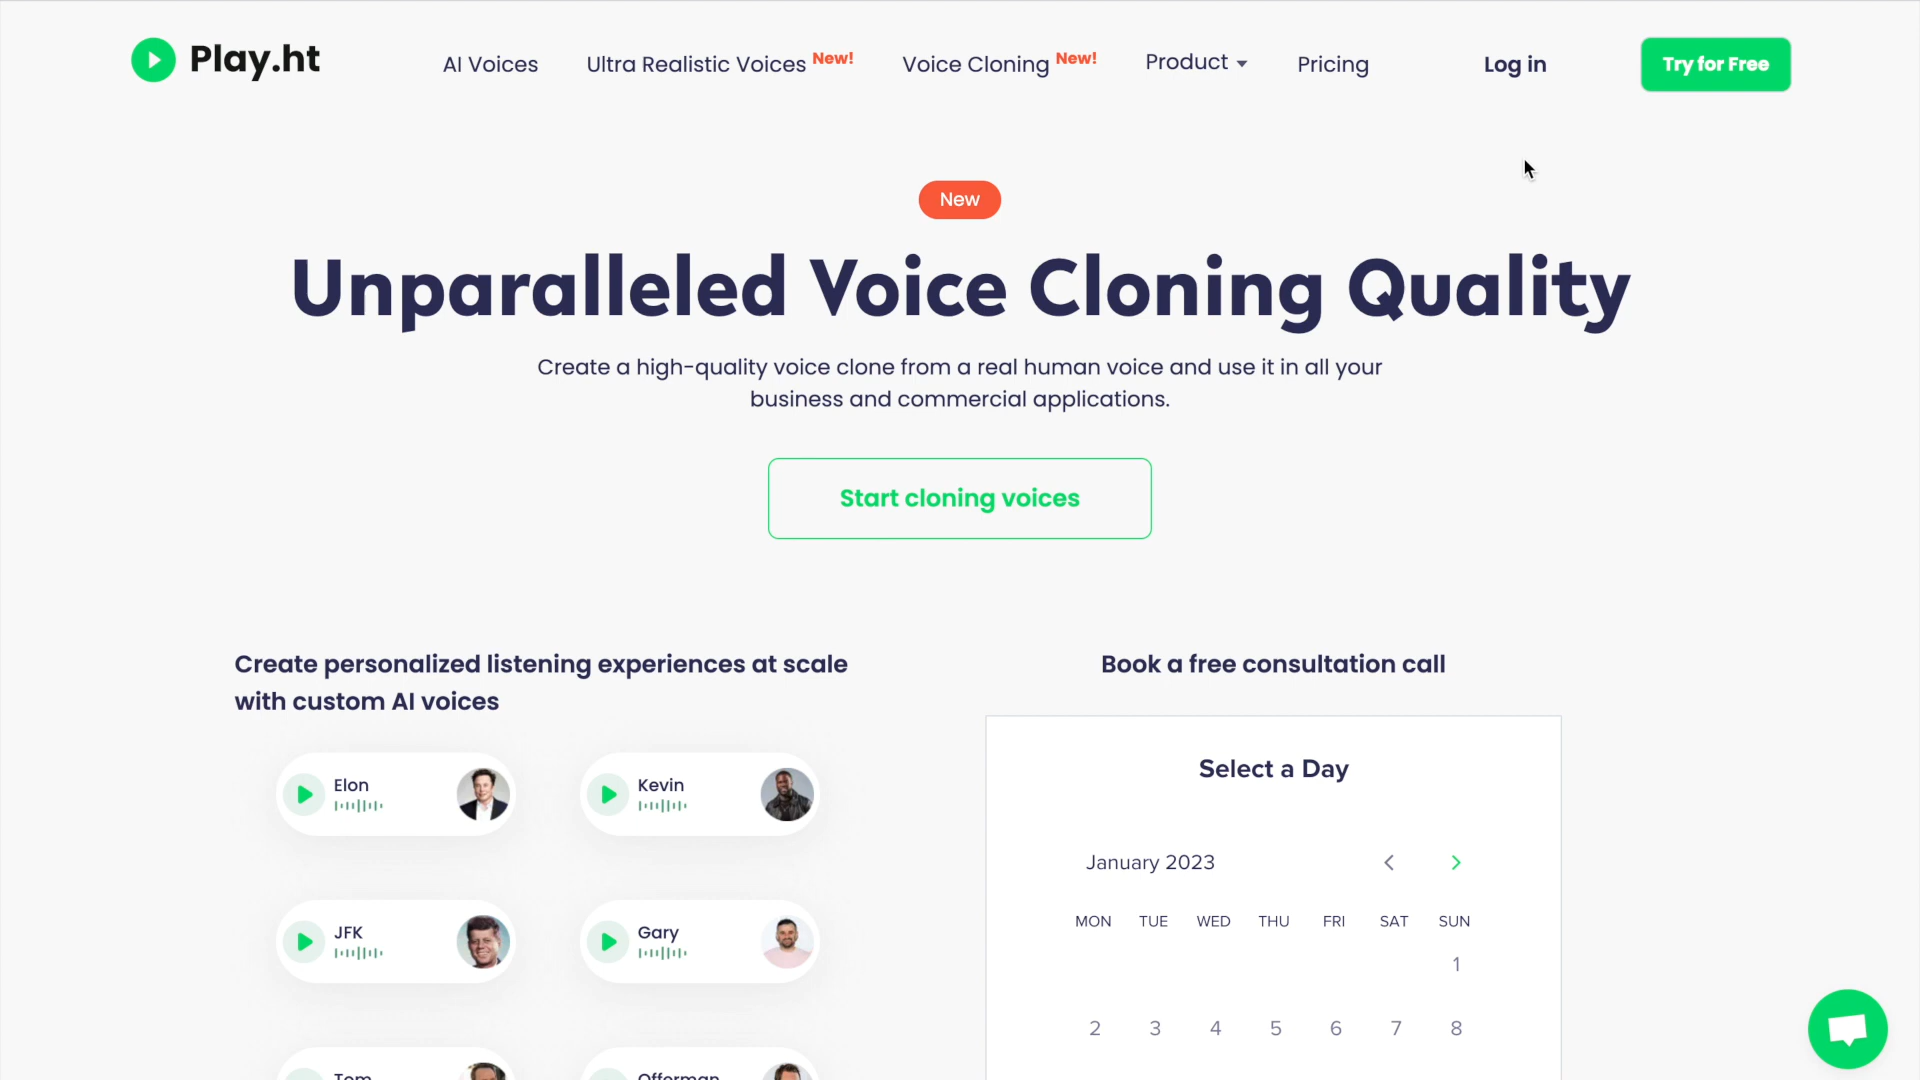 Play.ht
AI Voices
Ultra Realistic Voices New!
Voice Cloning New!
Product
Pricing
Log in
Try for Free
New
Unparalleled Voice Cloning Quality
Create a high-quality voice clone from a real human voice and use it in all your
business and commercial applications.
Start cloning voices
Create personalized listening experiences at scale
with custom AI voices
Elon
Kevin
JFK
Gary
Tom
Offerman
Book a free consultation call
Select a Day
January 2023
MON TUE WED THU FRI SAT SUN
1
2 3 4 5 6 7 8